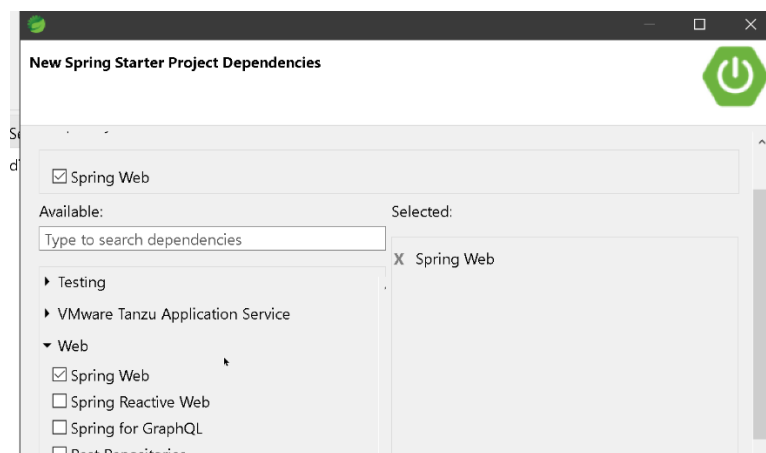 New Spring Starter Project Dependencies
Spring Web
Available:
Selected:
Type to search dependencies
X Spring Web
Testing
VMware Tanzu Application Service
Web
Spring Web
Spring Reactive Web
Spring for GraphQL